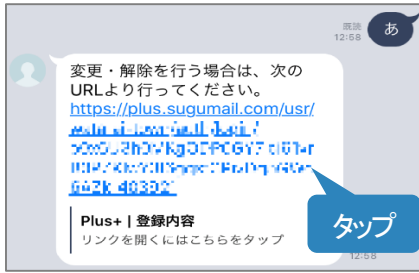 既読
12:58
あ
変更・解除を行う場合は、次の
URLより行ってください。
https://plus.sugumail.com/usr/
Plus+ | 登録内容
リンクを開くにはこちらをタップ
タップ
12:58